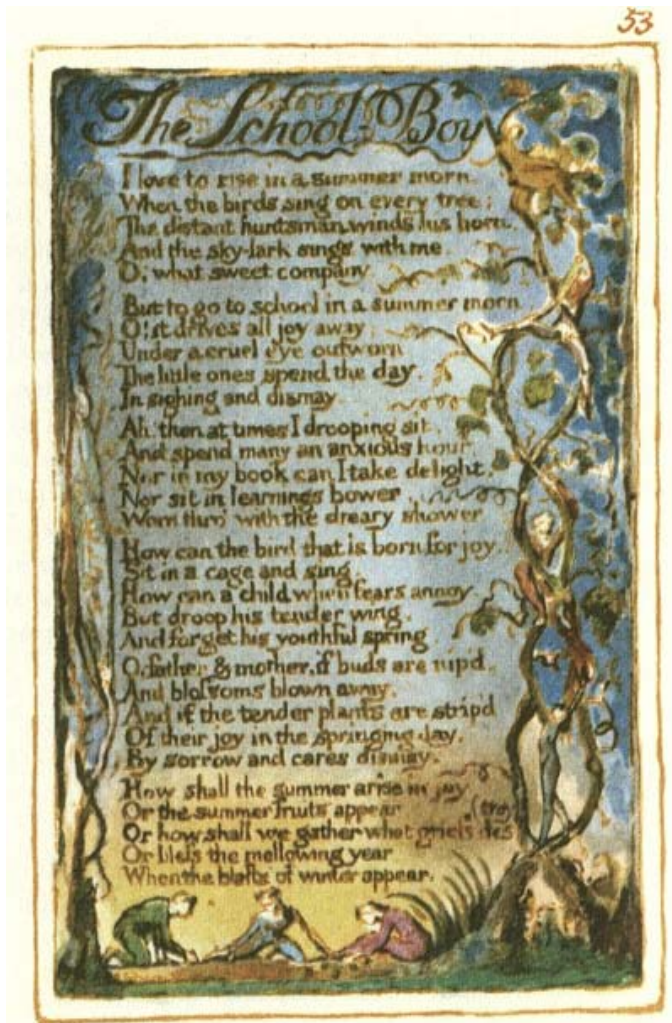 53
The School-Boy
I love to rise in a summer morn.
When the birds sing on every tree;
The distant huntsman winds his horn.
And the sky-lark sings with me.
O, what sweet company.
But to go to school in a summer morn
O! it drives all joy away;
Under a cruel eye outworn
The little ones spend the day.
In sighing and dismay.
Ah: then at times I drooping sit.
And spend many an anxious hour.
Nor in my book can I take delight.
Nor sit in learnings bower.
Worn thro' with the dreary shower
How can the bird that is born for joy.
Sit in a cage and sing.
How can a child when fears annoy.
But droop his tender wing.
And forget his youthful spring
O, father & mother, if buds are nip'd.
And blossoms blown away.
And if the tender plants are strip'd
Of their joy in the springing day.
By sorrow and cares dismay.
How shall the summer arise in joy
Or the summer fruits appear
(troy
Or how shall we gather what griefs des
Or bless the mellowing year
When the blasts of winter appear.